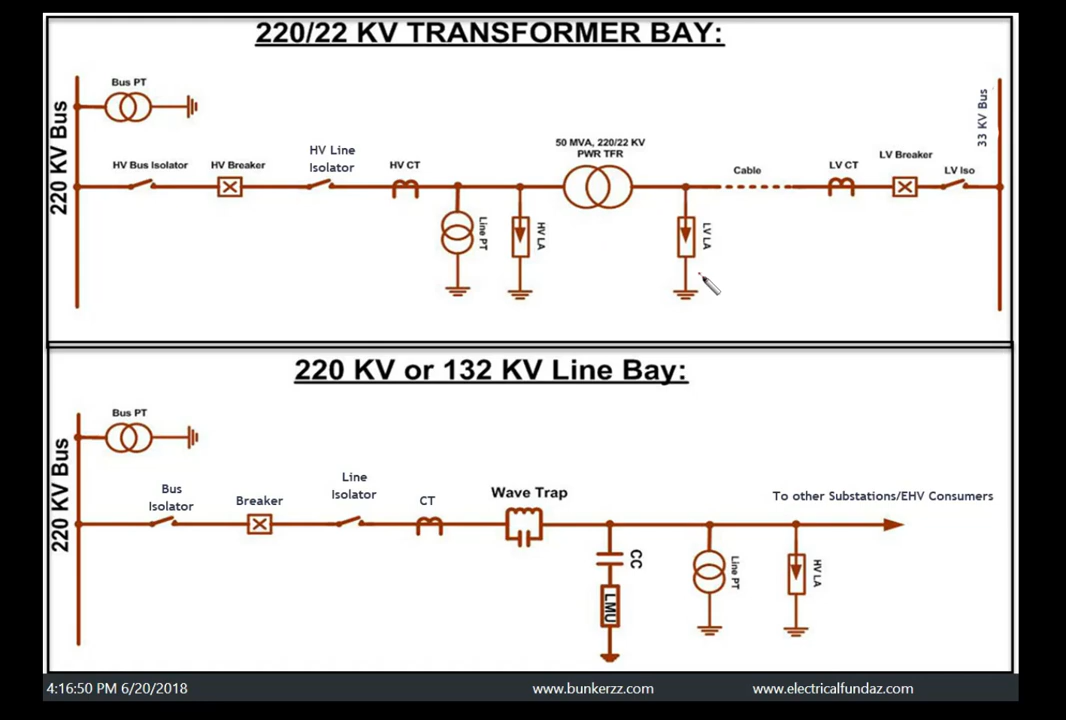 220/22 KV TRANSFORMER BAY:
Bus PT
220 KV Bus
HV Bus Isolator
HV Breaker
HV Line
Isolator
HV CT
Line PT
HV LA
50 MVA, 220/22 KV
PWR TFR
LV LA
Cable
LV CT
LV Breaker
LV Iso
33 KV Bus
220 KV or 132 KV Line Bay:
Bus PT
220 KV Bus
Bus
Isolator
Breaker
Line
Isolator
CT
Wave Trap
CC
LMU
Line PT
HV LA
To other Substations/EHV Consumers
4:16:50 PM 6/20/2018
www.bunkerzz.com
www.electricalfundaz.com